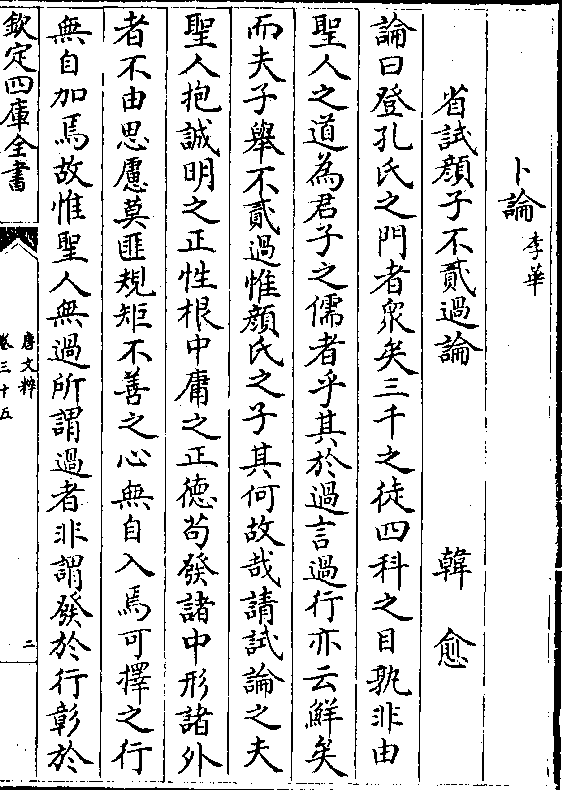 卜論李華
省試顔子不貳過論 韓愈
論曰登孔氏之門者衆矣三千之徒四科之目孰非由
聖人之道為君子之儒者乎其於過言過行亦云鮮矣
而夫子舉不貳過惟顔氏之子其何故哉請試論之夫
聖人抱誠明之正性根中庸之正德茍發諸中形諸外
者不由思慮莫匪規矩不善之心無自入焉可擇之行
無自加焉故惟聖人無過所謂過者非謂發於行彰於
欽定四庫全書
唐文粹
卷三十五
二